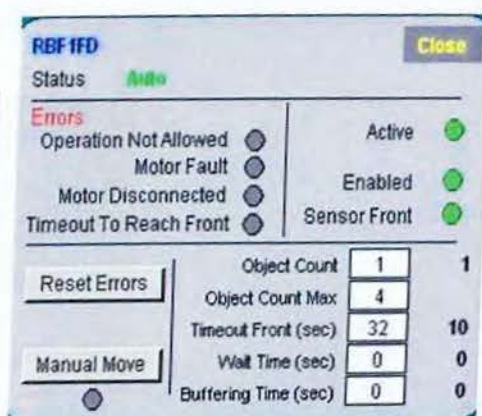 RBF1FD Close
Status Auto
Errors
Operation Not Allowed
Motor Fault
Motor Disconnected
Timeout To Reach Front
Active
Enabled
Sensor Front
Reset Errors
Manual Move
Object Count 1 1
Object Count Max 4
Timeout Front (sec) 32 10
Wait Time (sec) 0 0
Buffering Time (sec) 0 0